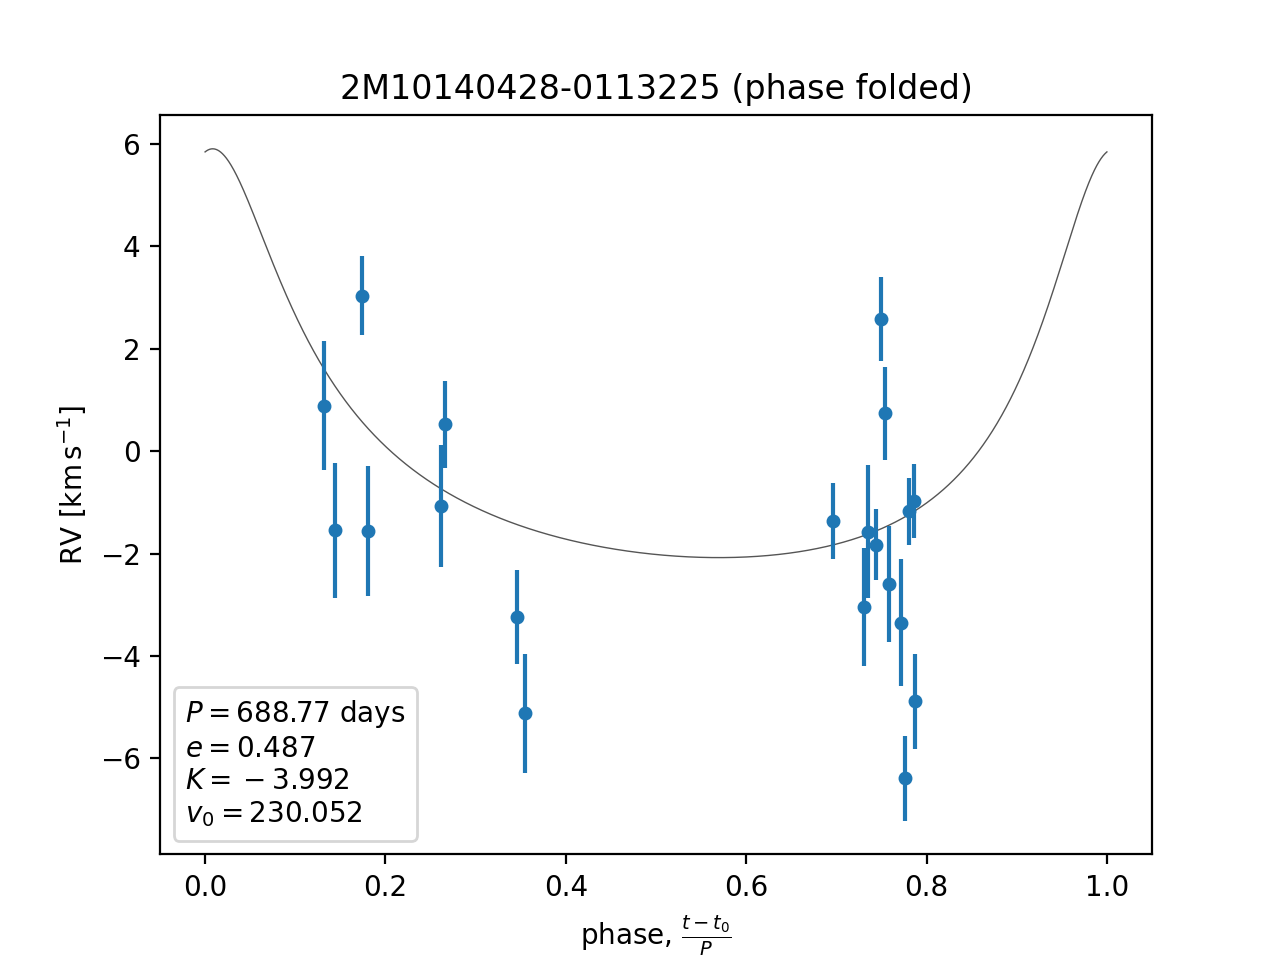 2M10140428-0113225 (phase folded)
RV [km s⁻¹]
6
4
2
0
−2
−4
−6
P = 688.77 days
e = 0.487
K = − 3.992
v₀ = 230.052
0.0 0.2 0.4 0.6 0.8 1.0
phase, (t − t₀)/P